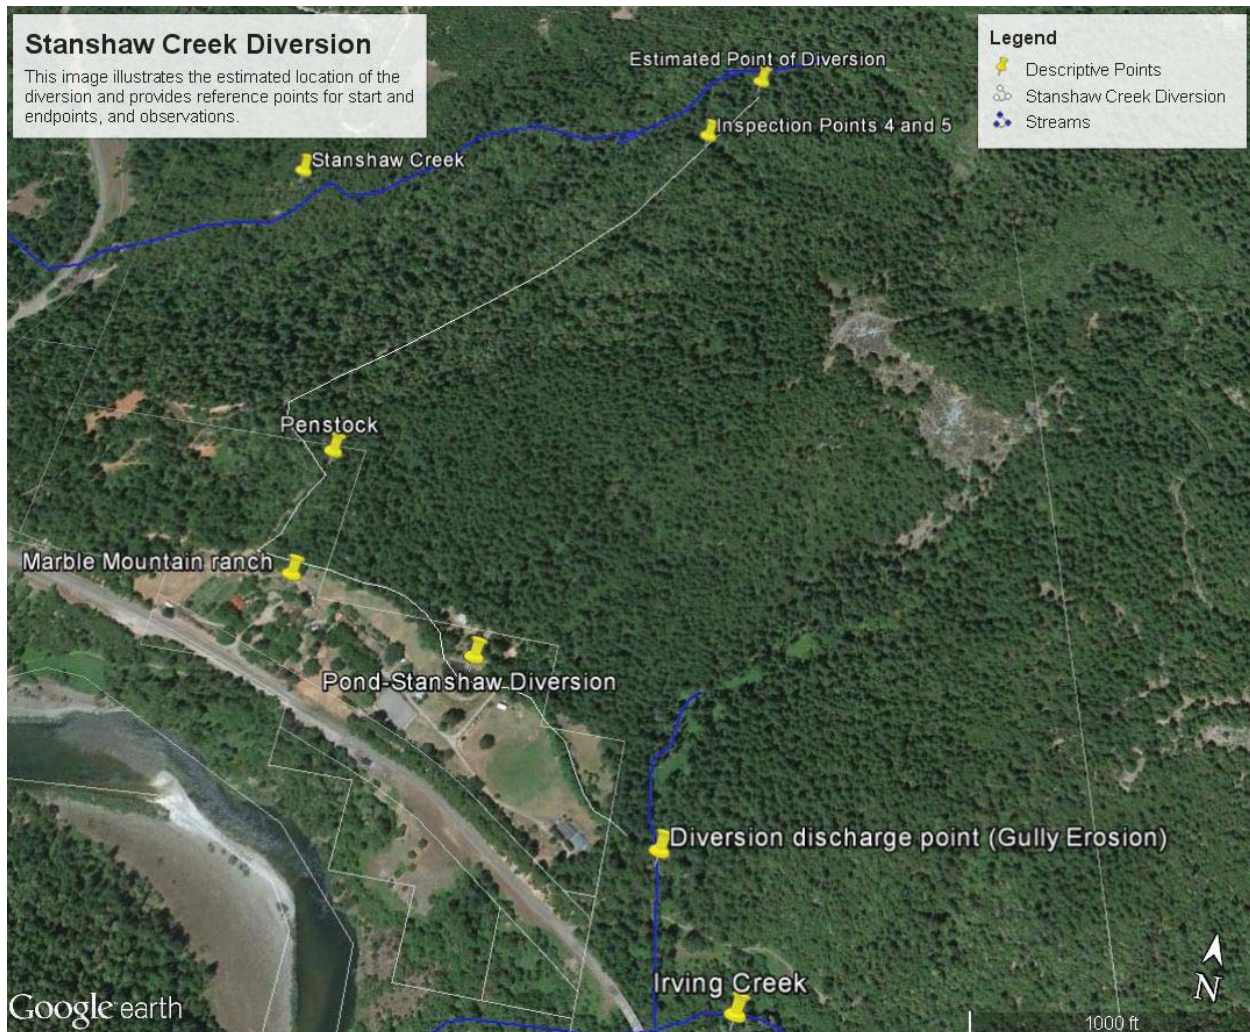 Stanshaw Creek Diversion
This image illustrates the estimated location of the
diversion and provides reference points for start and
endpoints, and observations.
Legend
Descriptive Points
Stanshaw Creek Diversion
Streams
Estimated Point of Diversion
Inspection Points 4 and 5
Stanshaw Creek
Penstock
Marble Mountain ranch
Pond-Stanshaw Diversion
Diversion discharge point (Gully Erosion)
Irving Creek
Google earth
N
1000 ft